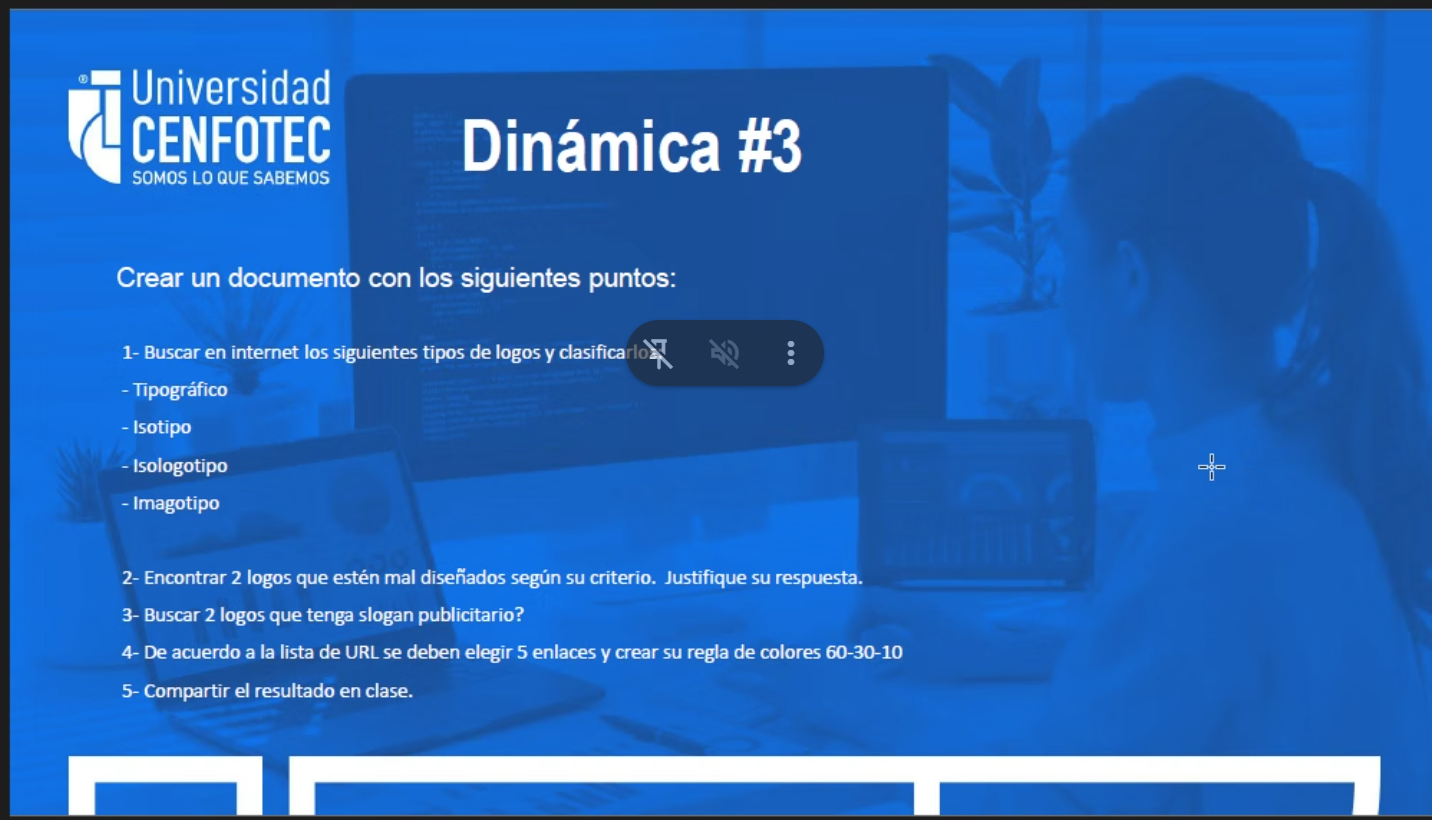 ® Universidad
CENFOTEC
SOMOS LO QUE SABEMOS
Dinámica #3
Crear un documento con los siguientes puntos:
1- Buscar en internet los siguientes tipos de logos y clasificarlos:
- Tipográfico
- Isotipo
- Isologotipo
- Imagotipo
2- Encontrar 2 logos que estén mal diseñados según su criterio. Justifique su respuesta.
3- Buscar 2 logos que tenga slogan publicitario?
4- De acuerdo a la lista de URL se deben elegir 5 enlaces y crear su regla de colores 60-30-10
5- Compartir el resultado en clase.